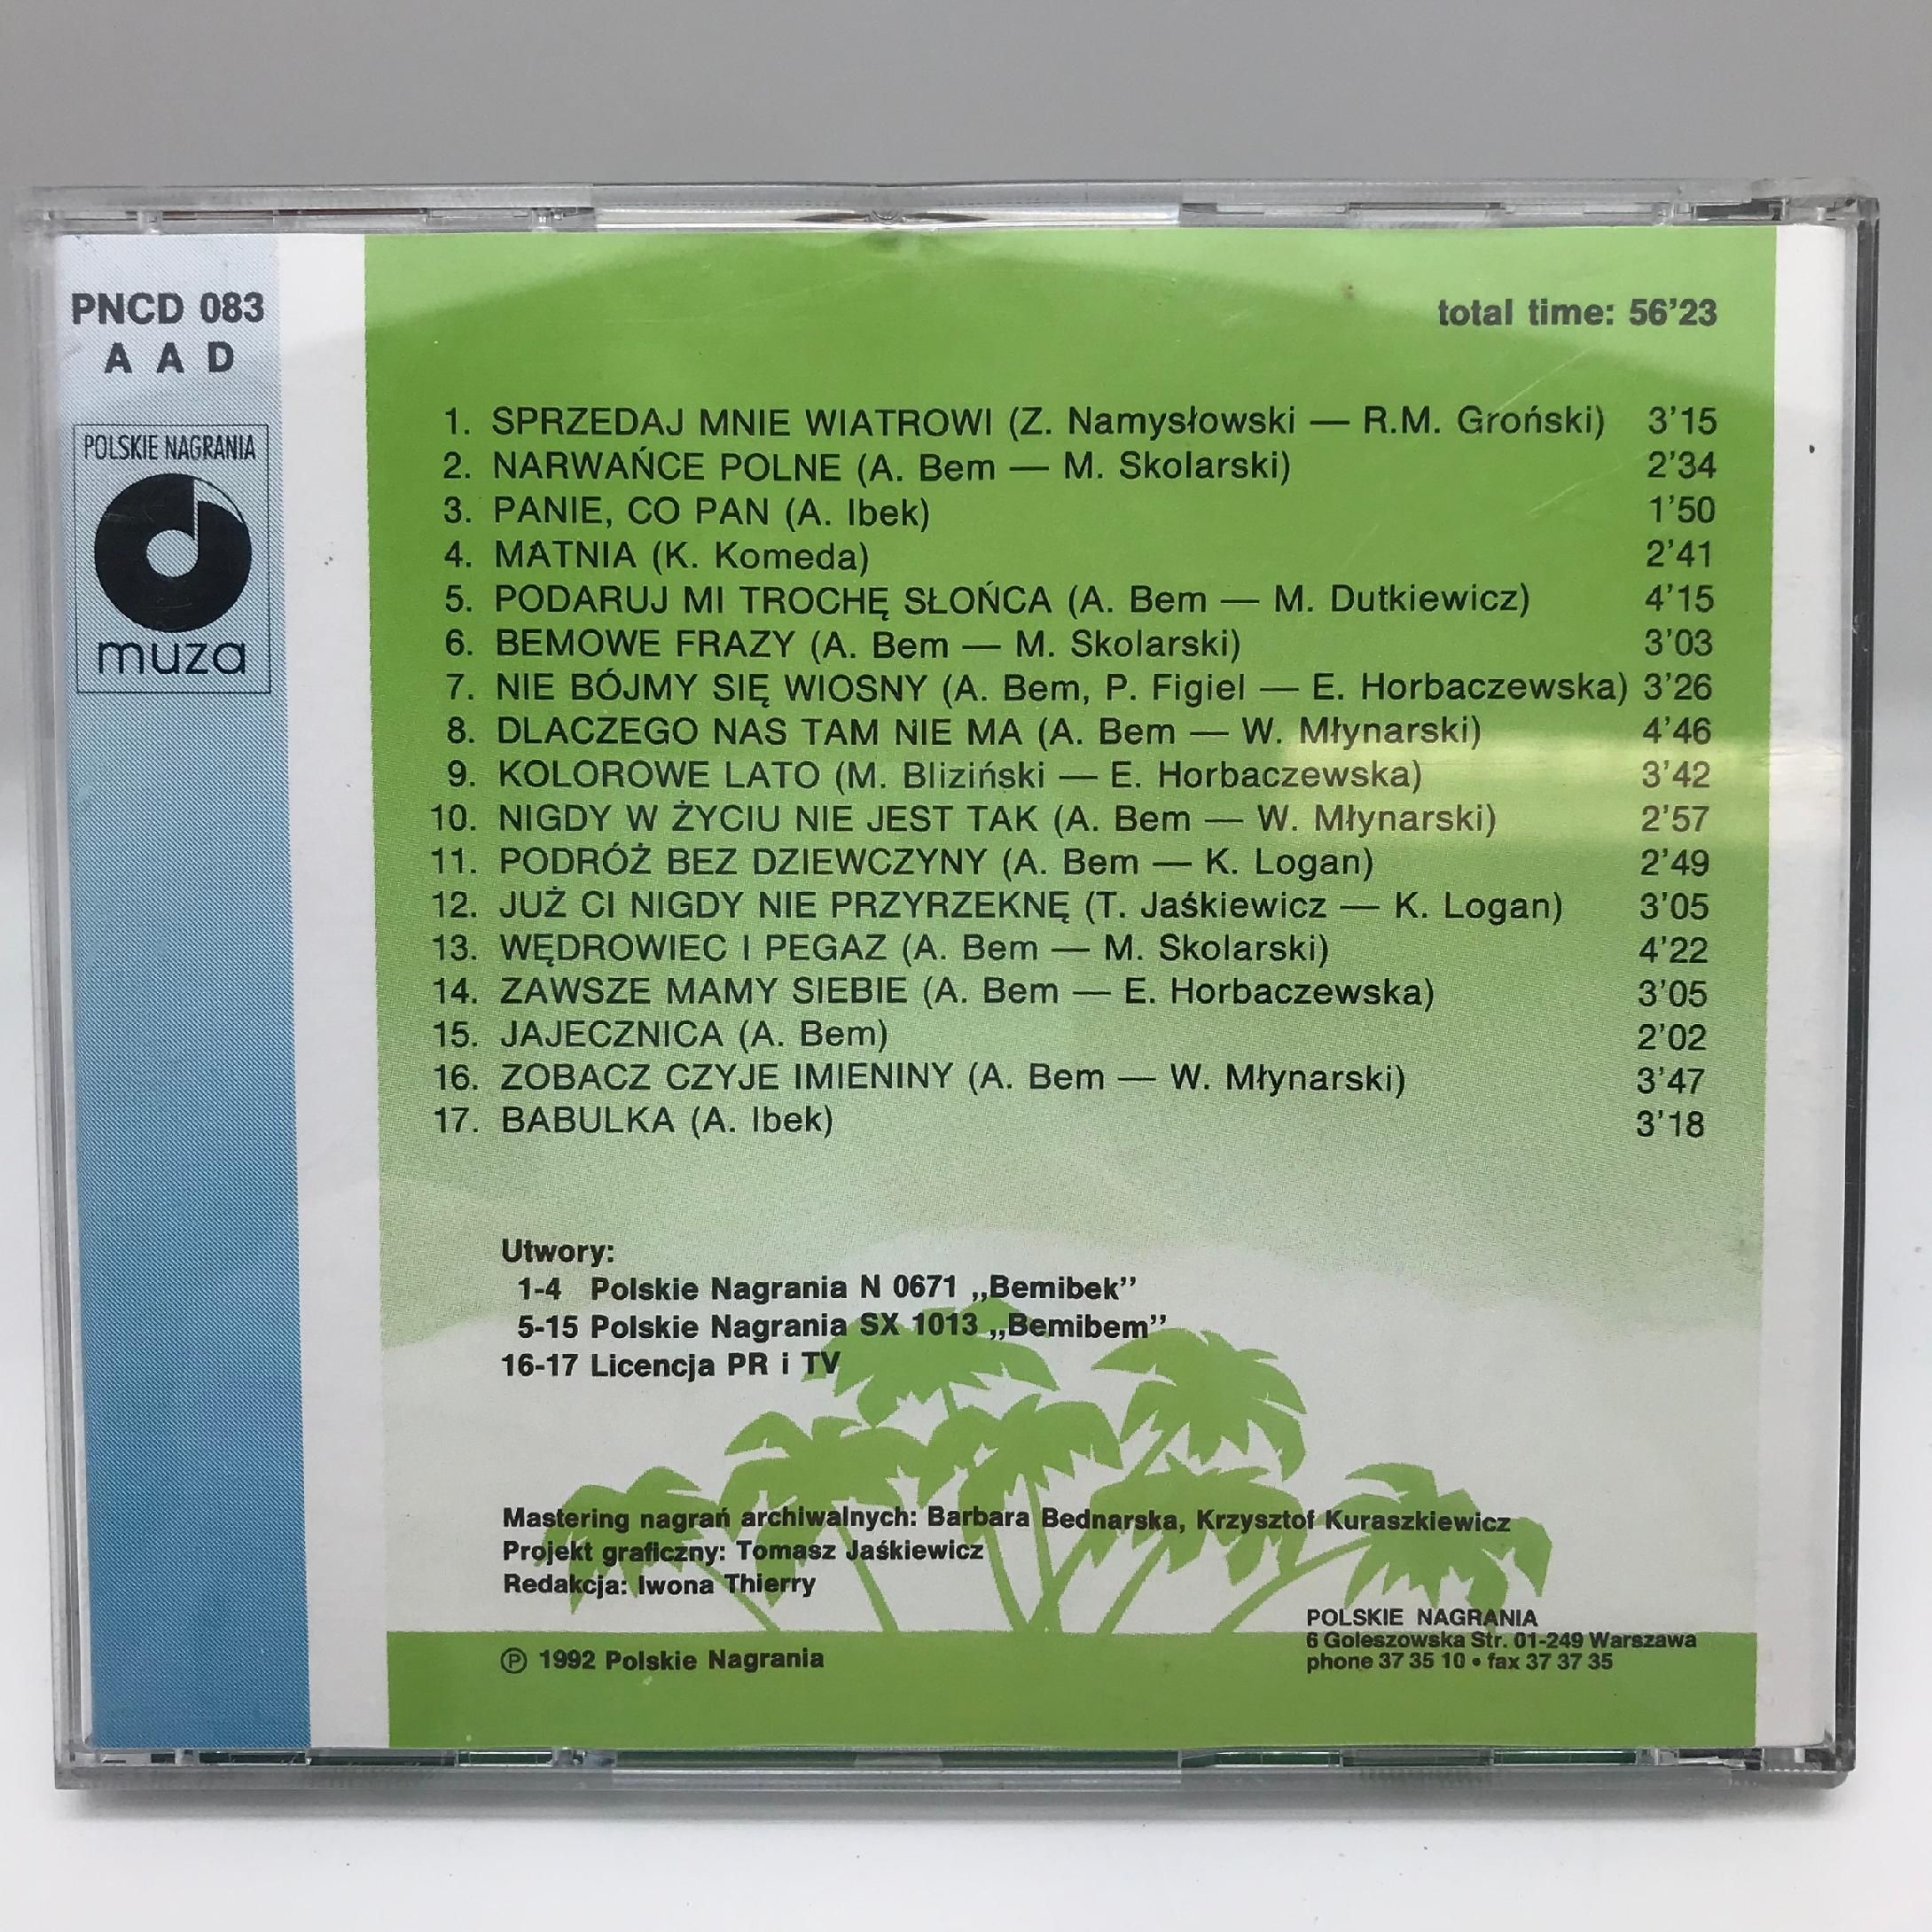 PNCD 083
A A D
POLSKIE NAGRANIA
muza
total time: 56’23
1. SPRZEDAJ MNIE WIATROWI (Z. Namysłowski — R.M. Groński) 3’15
2. NARWAŃCE POLNE (A. Bem — M. Skolarski) 2’34
3. PANIE, CO PAN (A. Ibek) 1’50
4. MATNIA (K. Komeda) 2’41
5. PODARUJ MI TROCHĘ SŁOŃCA (A. Bem — M. Dutkiewicz) 4’15
6. BEMOWE FRAZY (A. Bem — M. Skolarski) 3’03
7. NIE BÓJMY SIĘ WIOSNY (A. Bem, P. Figiel — E. Horbaczewska) 3’26
8. DLACZEGO NAS TAM NIE MA (A. Bem — W. Młynarski) 4’46
9. KOLOROWE LATO (M. Bliziński — E. Horbaczewska) 3’42
10. NIGDY W ŻYCIU NIE JEST TAK (A. Bem — W. Młynarski) 2’57
11. PODRÓŻ BEZ DZIEWCZYNY (A. Bem — K. Logan) 2’49
12. JUŻ CI NIGDY NIE PRZYRZEKNĘ (T. Jaśkiewicz — K. Logan) 3’05
13. WĘDROWIEC I PEGAZ (A. Bem — M. Skolarski) 4’22
14. ZAWSZE MAMY SIEBIE (A. Bem — E. Horbaczewska) 3’05
15. JAJECZNICA (A. Bem) 2’02
16. ZOBACZ CZYJE IMIENINY (A. Bem — W. Młynarski) 3’47
17. BABULKA (A. Ibek) 3’18
Utwory:
1-4 Polskie Nagrania N 0671 „Bemibek”
5-15 Polskie Nagrania SX 1013 „Bemibem”
16-17 Licencja PR i TV
Mastering nagrań archiwalnych: Barbara Bednarska, Krzysztof Kuraszkiewicz
Projekt graficzny: Tomasz Jaśkiewicz
Redakcja: Iwona Thierry
Ⓟ 1992 Polskie Nagrania
POLSKIE NAGRANIA
6 Goleszowska Str. 01-249 Warszawa
phone 37 35 10 • fax 37 37 35